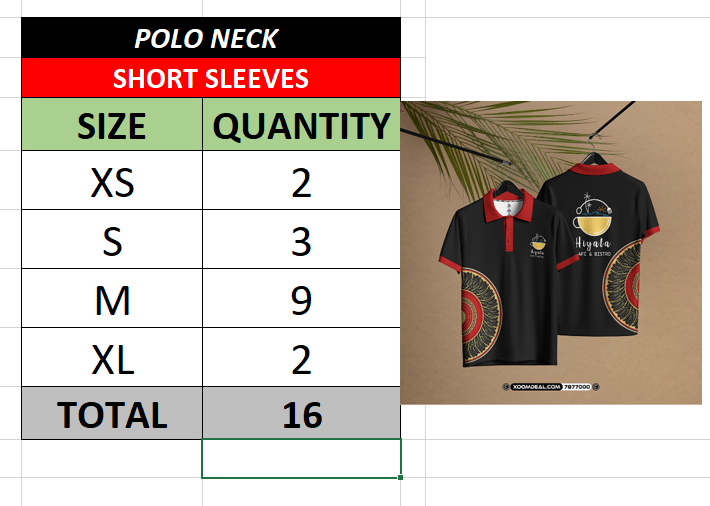 POLO NECK
SHORT SLEEVES
SIZE QUANTITY
XS 2
S 3
M 9
XL 2
TOTAL 16
Hiyala
Hiyala
AFÉ & BISTRO
XOOMDEAL.COM 7877000